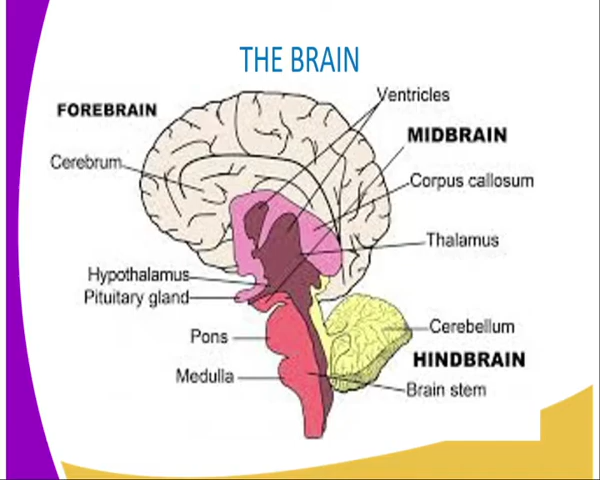 THE BRAIN
Ventricles
FOREBRAIN
MIDBRAIN
Cerebrum
Corpus callosum
Thalamus
Hypothalamus
Pituitary gland
Cerebellum
Pons
HINDBRAIN
Medulla
Brain stem